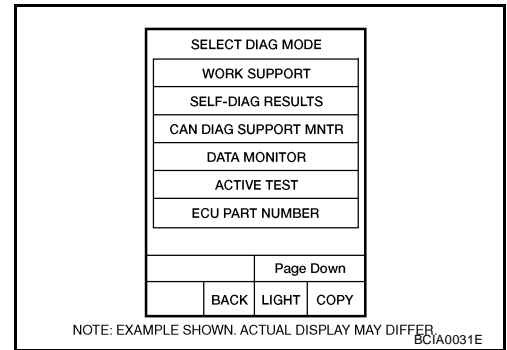 SELECT DIAG MODE
WORK SUPPORT
SELF-DIAG RESULTS
CAN DIAG SUPPORT MNTR
DATA MONITOR
ACTIVE TEST
ECU PART NUMBER
Page Down
BACK LIGHT COPY
NOTE: EXAMPLE SHOWN. ACTUAL DISPLAY MAY DIFFER.
BCIA0031E